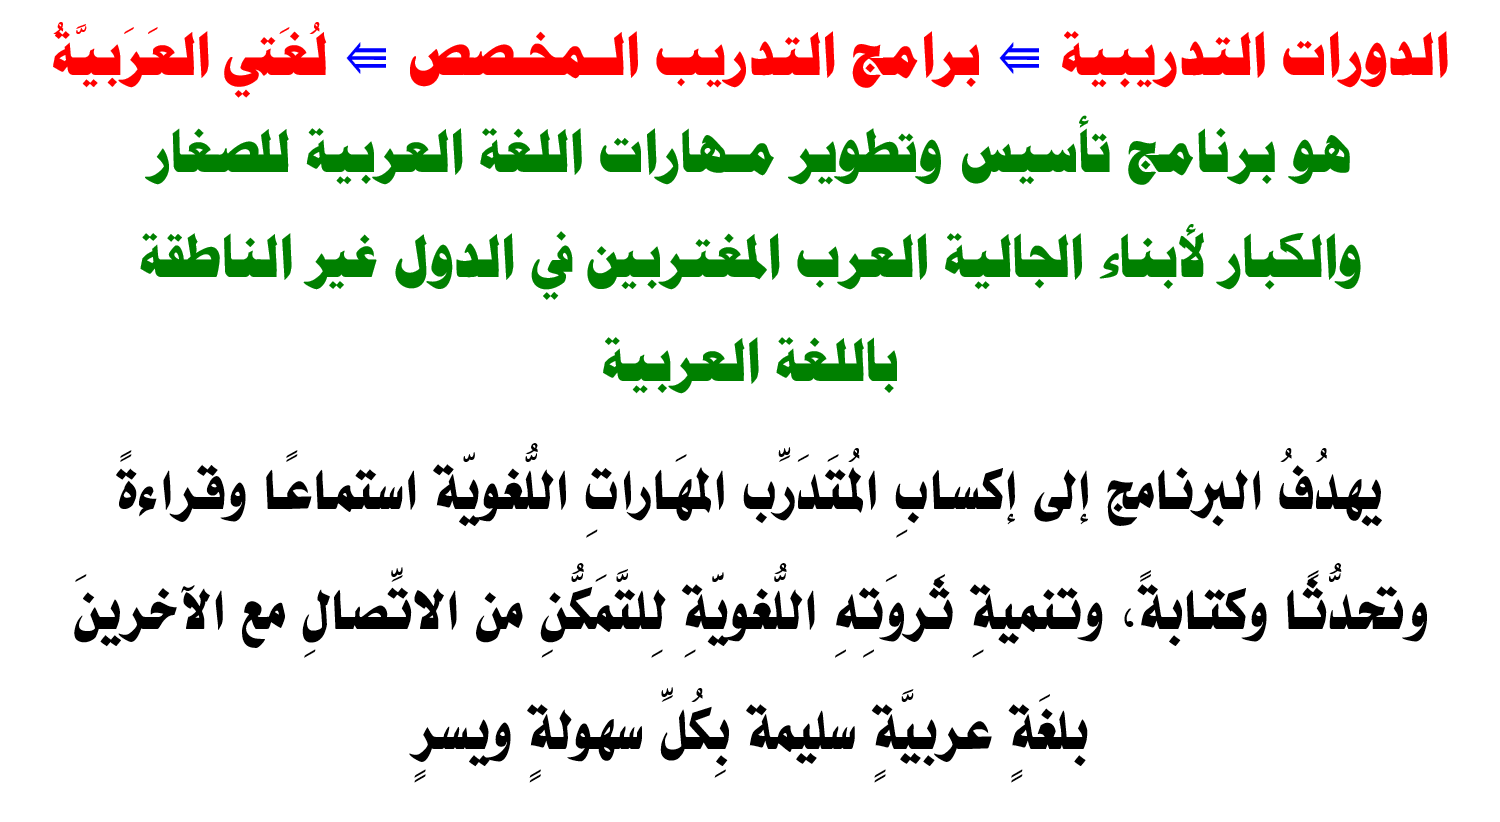 الدورات التدريبية ⇚ برامج التدريب المخصص ⇚ لُغَتي العَرَبيَّةُ
هو برنامج تأسيس وتطوير مهارات اللغة العربية للصغار
والكبار لأبناء الجالية العرب المغتربين في الدول غير الناطقة
باللغة العربية
يهدُفُ البرنامج إلى إكسابِ المُتَدَرِّب المهَاراتِ اللُّغويّة استماعًا وقراءةً
وتحدُّثًا وكتابةً، وتنميةِ ثَروَتِهِ اللُّغويّةِ لِلتَّمَكُّنِ من الاتِّصالِ مع الآخرينَ
بلغَةٍ عربيَّةٍ سليمة بِكُلِّ سهولةٍ ويسرٍ